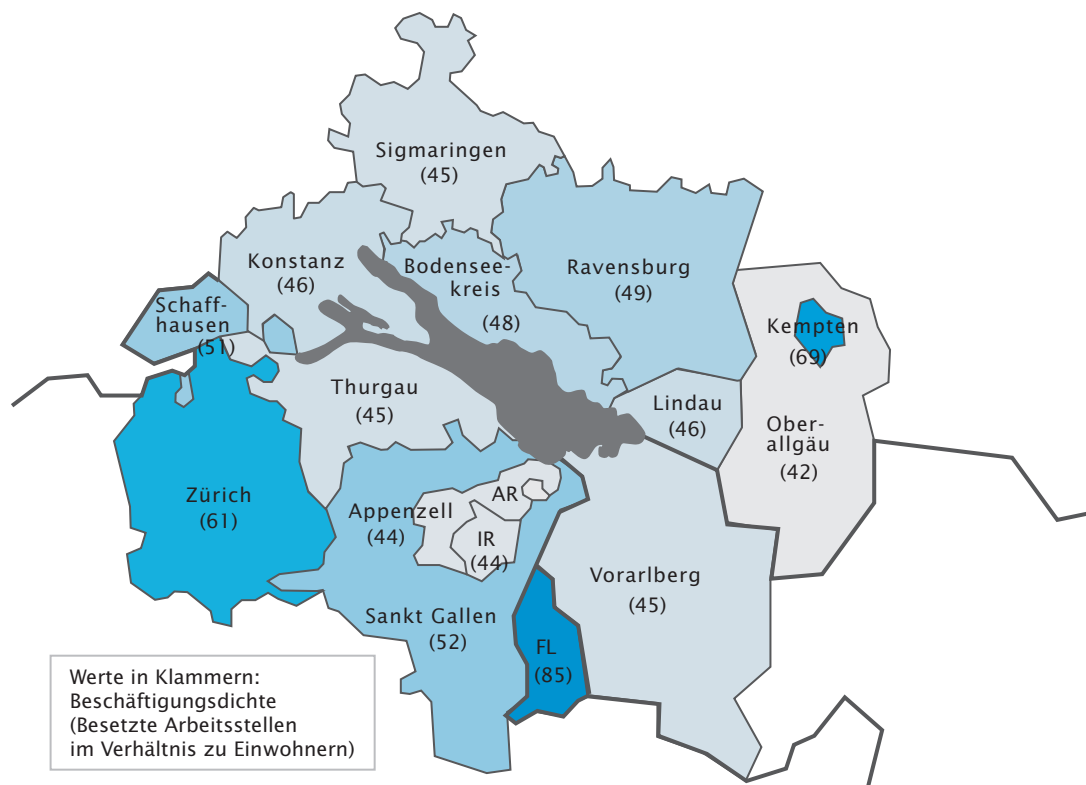 Sigmaringen
(45)
Konstanz
(46)
Bodensee-
kreis
(48)
Ravensburg
(49)
Schaff-
hausen
(51)
Kempten
(69)
Thurgau
(45)
Lindau
(46)
Ober-
allgäu
(42)
Zürich
(61)
Appenzell
(44)
AR
IR
(44)
Vorarlberg
(45)
Sankt Gallen
(52)
FL
(85)
Werte in Klammern:
Beschäftigungsdichte
(Besetzte Arbeitsstellen
im Verhältnis zu Einwohnern)